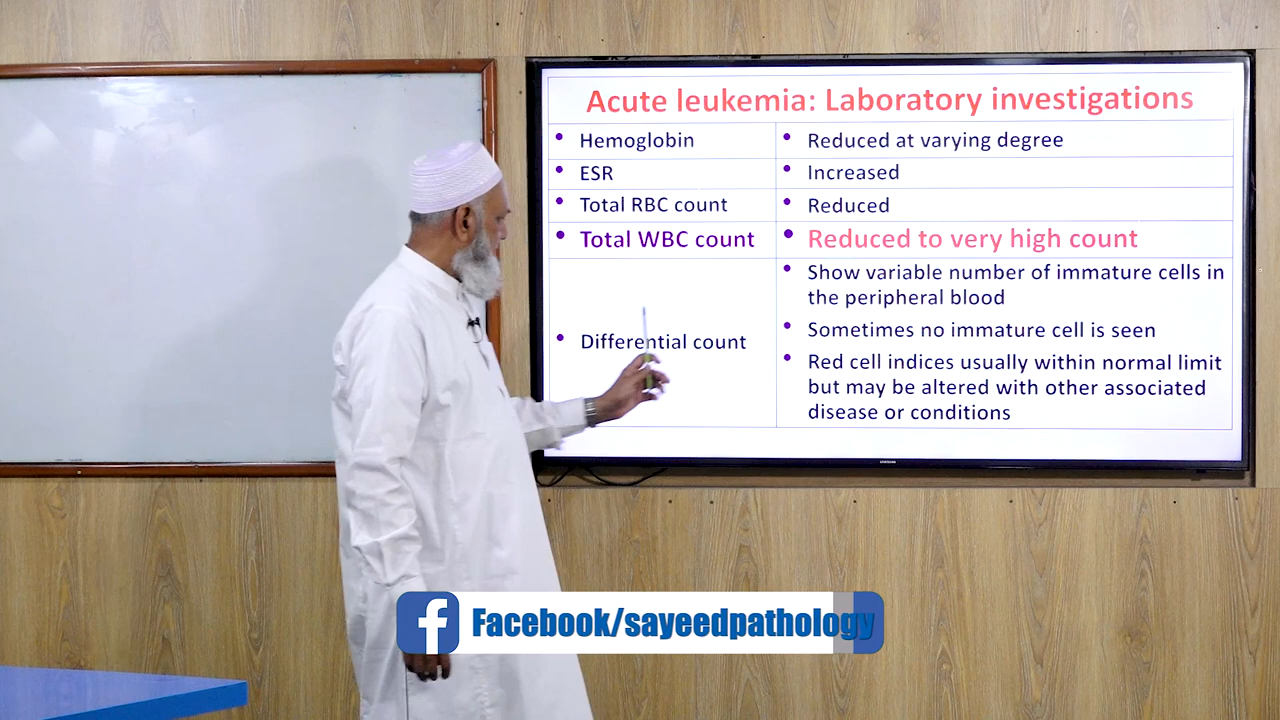 Acute leukemia: Laboratory investigations
• Hemoglobin
• Reduced at varying degree
• ESR
• Increased
• Total RBC count
• Reduced
• Total WBC count
• Reduced to very high count
• Differential count
• Show variable number of immature cells in
the peripheral blood
• Sometimes no immature cell is seen
• Red cell indices usually within normal limit
but may be altered with other associated
disease or conditions
SAMSUNG
f Facebook/sayeedpathology